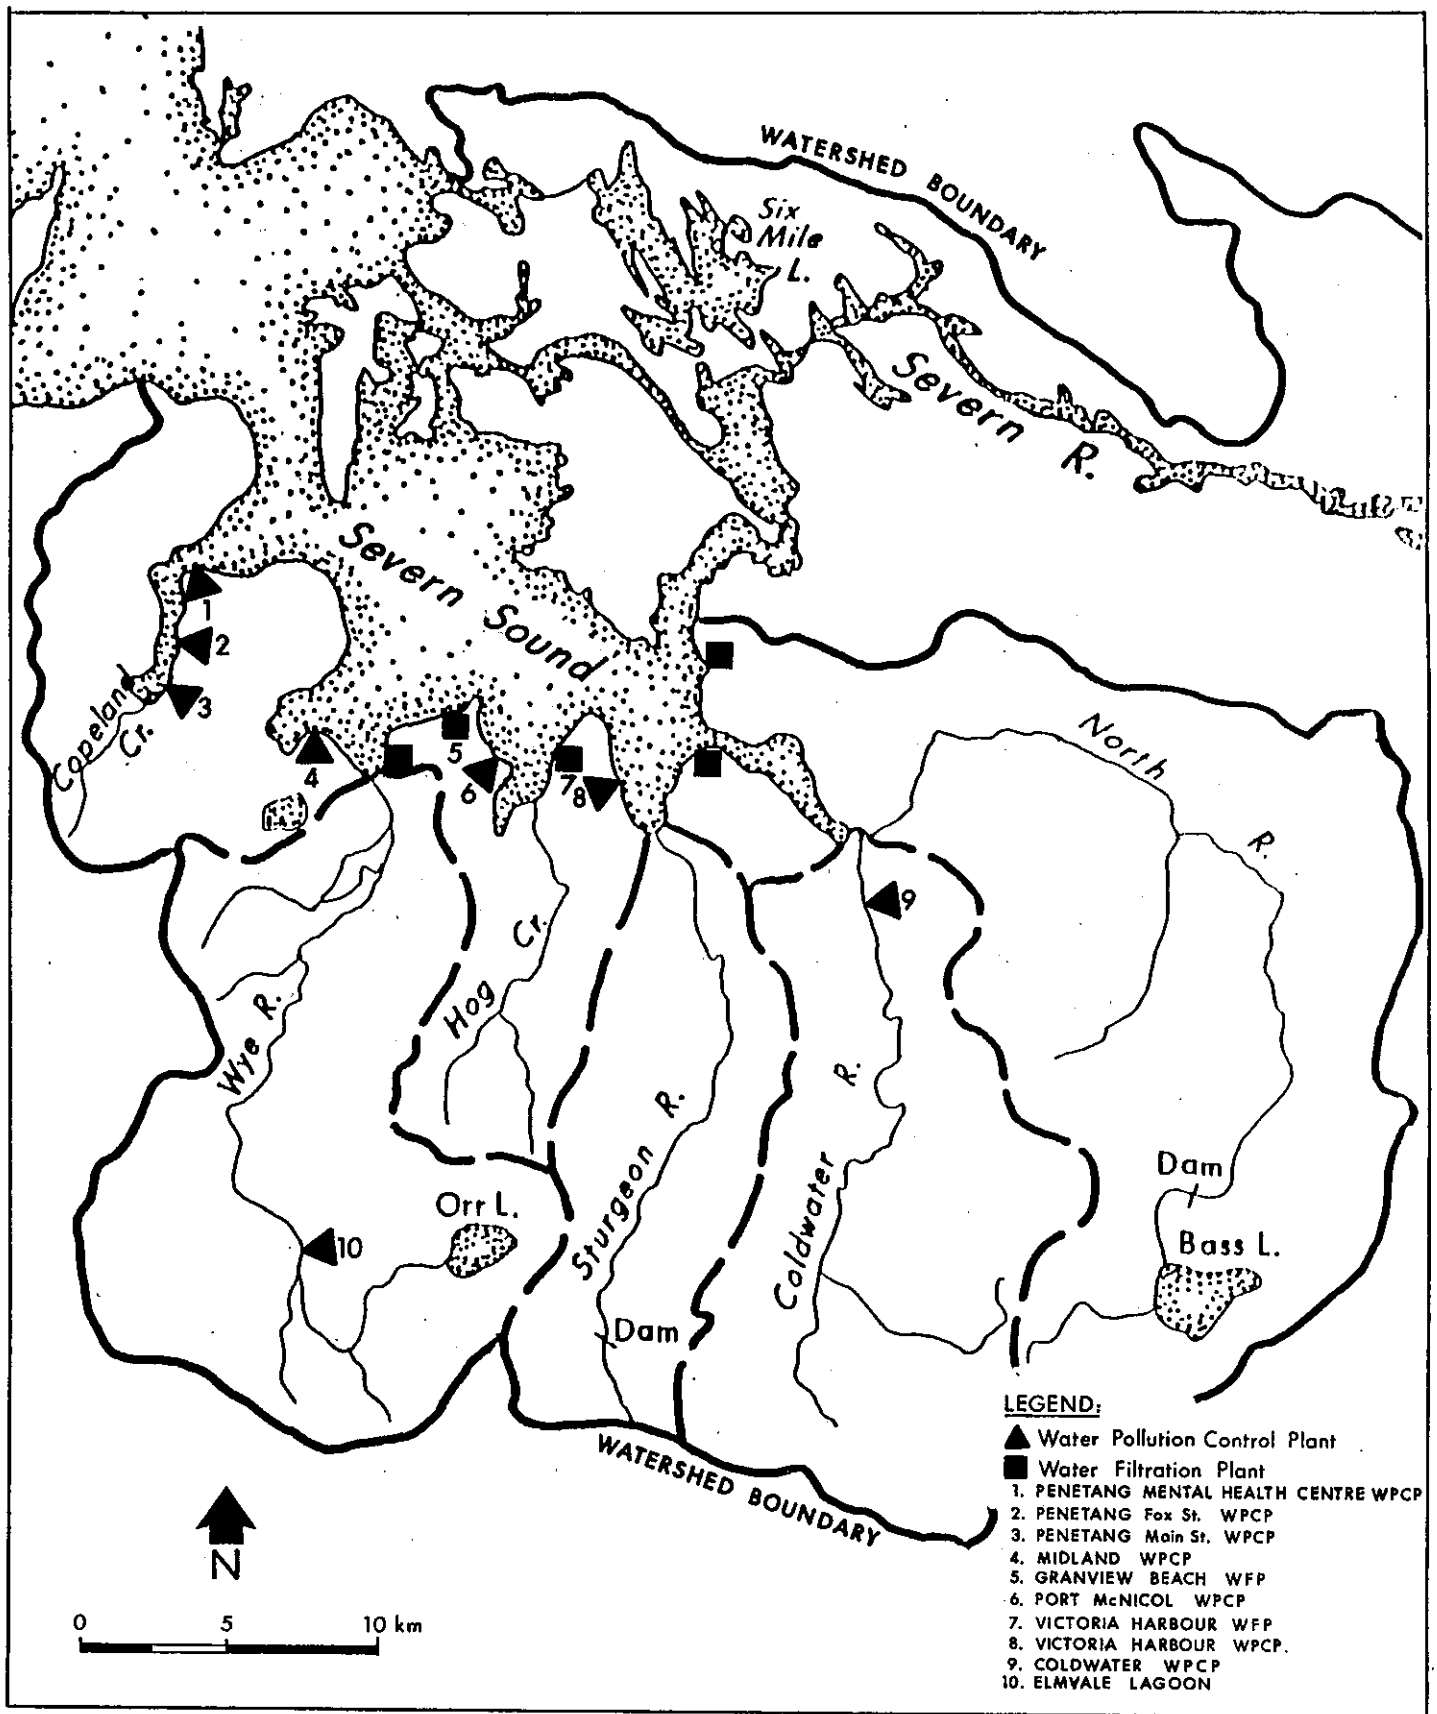 WATERSHED BOUNDARY
Six
Mile
L.
Severn R.
Severn Sound
1
2
3
Copeland
Cr.
4
5
6
7
8
North R.
9
Hog Cr.
Wye R.
Sturgeon R.
Coldwater R.
Dam
Bass L.
Orr L.
10
Dam
WATERSHED BOUNDARY
N
0 5 10 km
LEGEND:
Water Pollution Control Plant
Water Filtration Plant
1. PENETANG MENTAL HEALTH CENTRE WPCP
2. PENETANG Fox St. WPCP
3. PENETANG Main St. WPCP
4. MIDLAND WPCP
5. GRANVIEW BEACH WFP
6. PORT McNICOL WPCP
7. VICTORIA HARBOUR WFP
8. VICTORIA HARBOUR WPCP.
9. COLDWATER WPCP
10. ELMVALE LAGOON